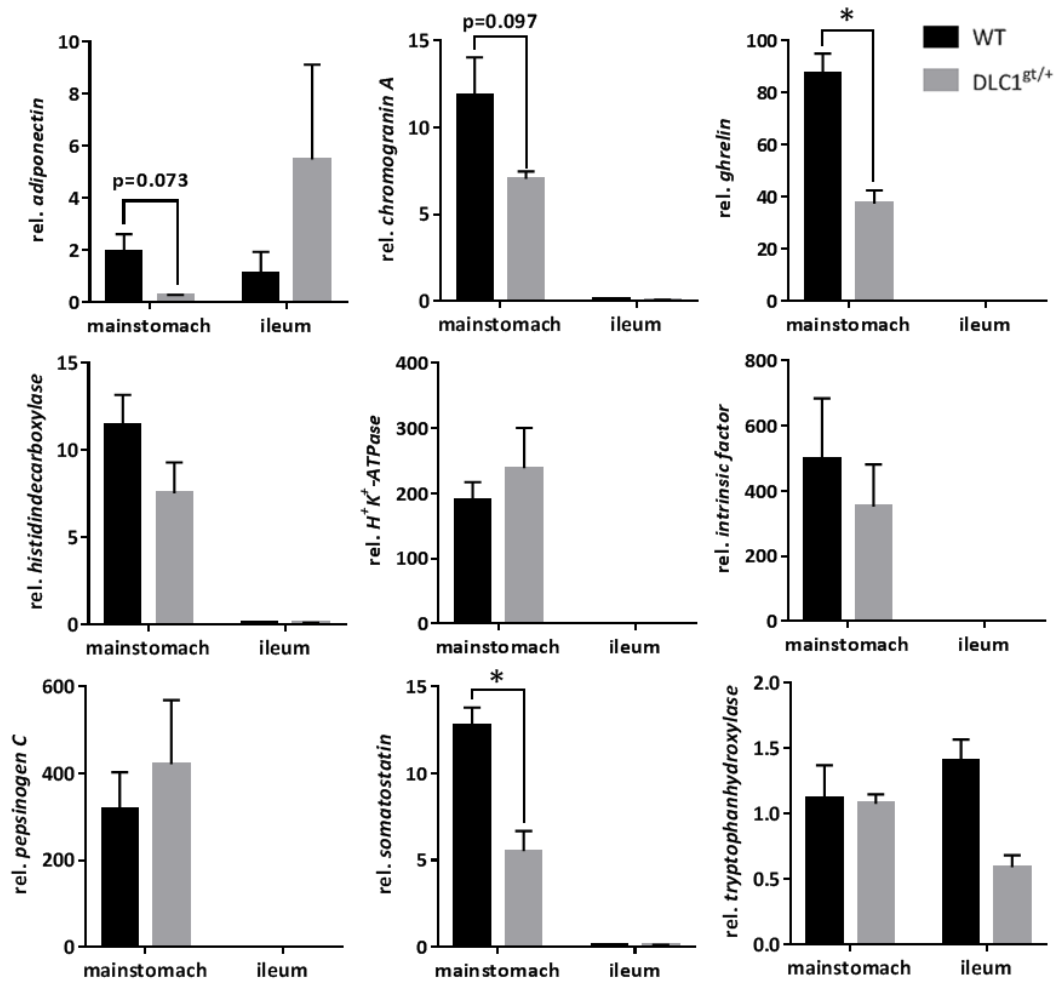 p=0.097
*
WT
DLC1gt/+
10
8
6
4
2
0
rel. adiponectin
p=0.073
mainstomach
ileum
15
10
5
0
rel. chromogranin A
mainstomach
ileum
100
80
60
40
20
0
rel. ghrelin
mainstomach
ileum
15
10
5
0
rel. histidindecarboxylase
mainstomach
ileum
400
300
200
100
0
rel. H+K+-ATPase
mainstomach
ileum
800
600
400
200
0
rel. intrinsic factor
mainstomach
ileum
600
400
200
0
rel. pepsinogen C
mainstomach
ileum
15
10
5
0
rel. somatostatin
*
mainstomach
ileum
2.0
1.5
1.0
0.5
0.0
rel. tryptophanhydroxylase
mainstomach
ileum